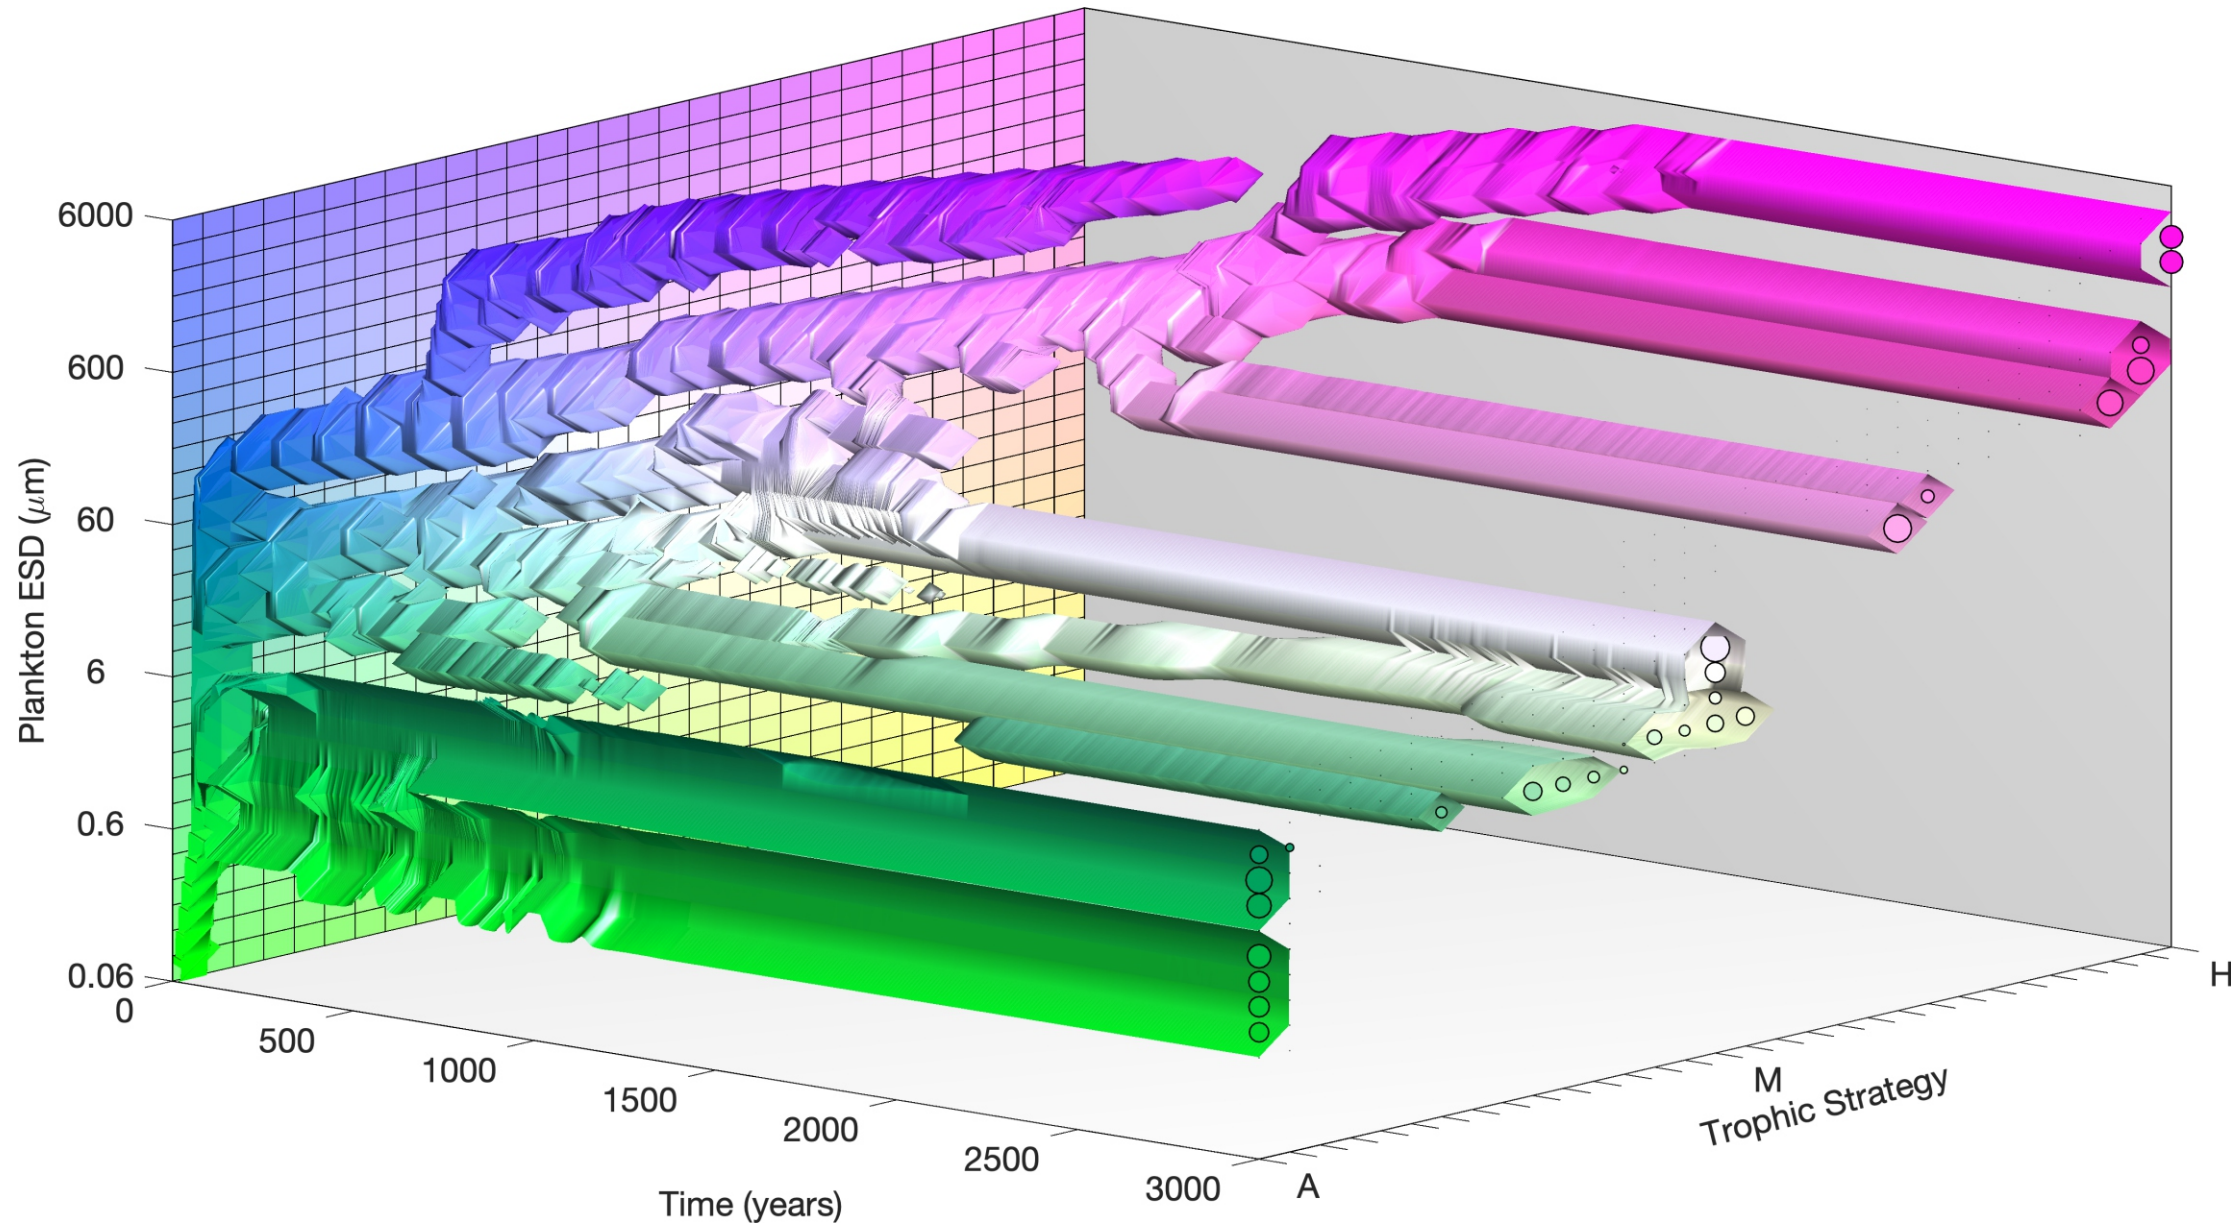 6000
600
60
6
0.6
0.06
Plankton ESD (μm)
0
500
1000
1500
2000
2500
3000
Time (years)
A
M
H
Trophic Strategy